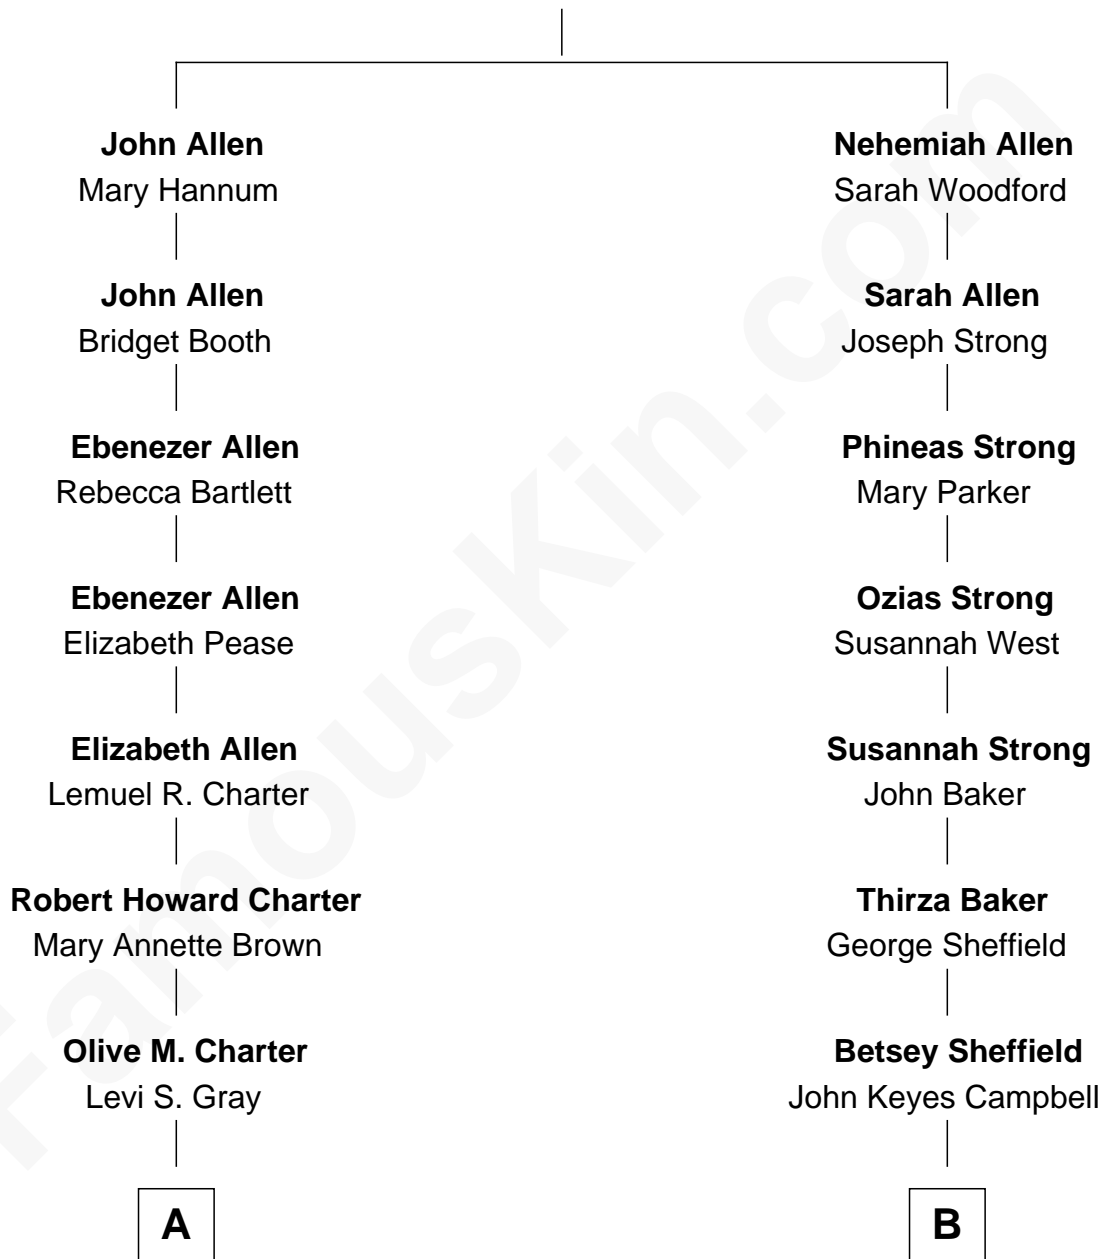 John Allen
Mary Hannum
Nehemiah Allen
Sarah Woodford
John Allen
Bridget Booth
Sarah Allen
Joseph Strong
Ebenezer Allen
Rebecca Bartlett
Phineas Strong
Mary Parker
Ebenezer Allen
Elizabeth Pease
Ozias Strong
Susannah West
Elizabeth Allen
Lemuel R. Charter
Susannah Strong
John Baker
Robert Howard Charter
Mary Annette Brown
Thirza Baker
George Sheffield
Olive M. Charter
Levi S. Gray
Betsey Sheffield
John Keyes Campbell
A
B
FamousKin.com